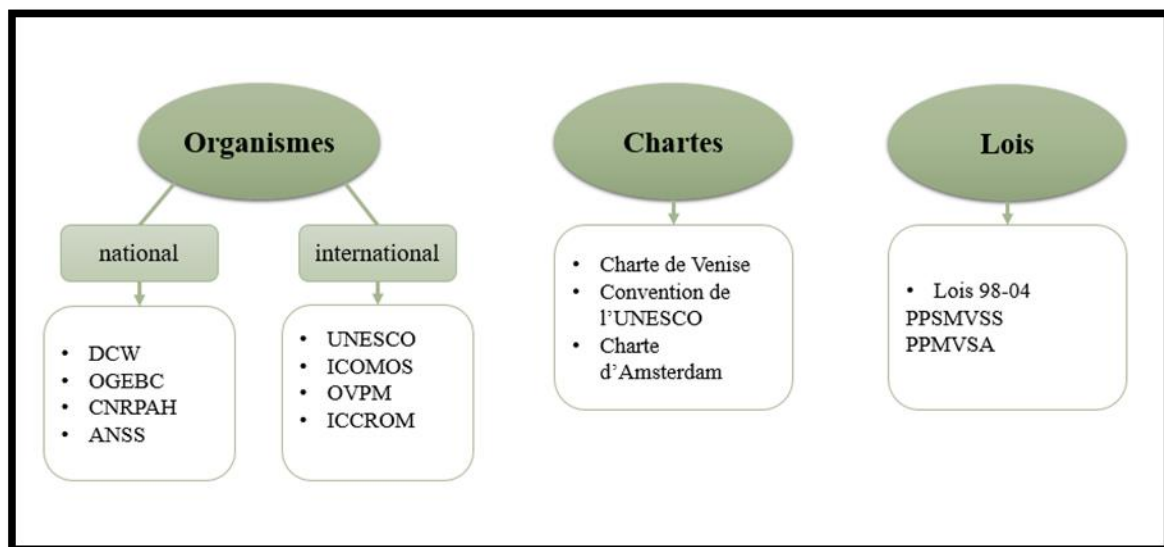 Organismes
national
• DCW
• OGEBC
• CNRPAH
• ANSS
international
• UNESCO
• ICOMOS
• OVPM
• ICCROM
Chartes
• Charte de Venise
• Convention de
l’UNESCO
• Charte
d’Amsterdam
Lois
• Lois 98-04
PPSMVSS
PPMVSA